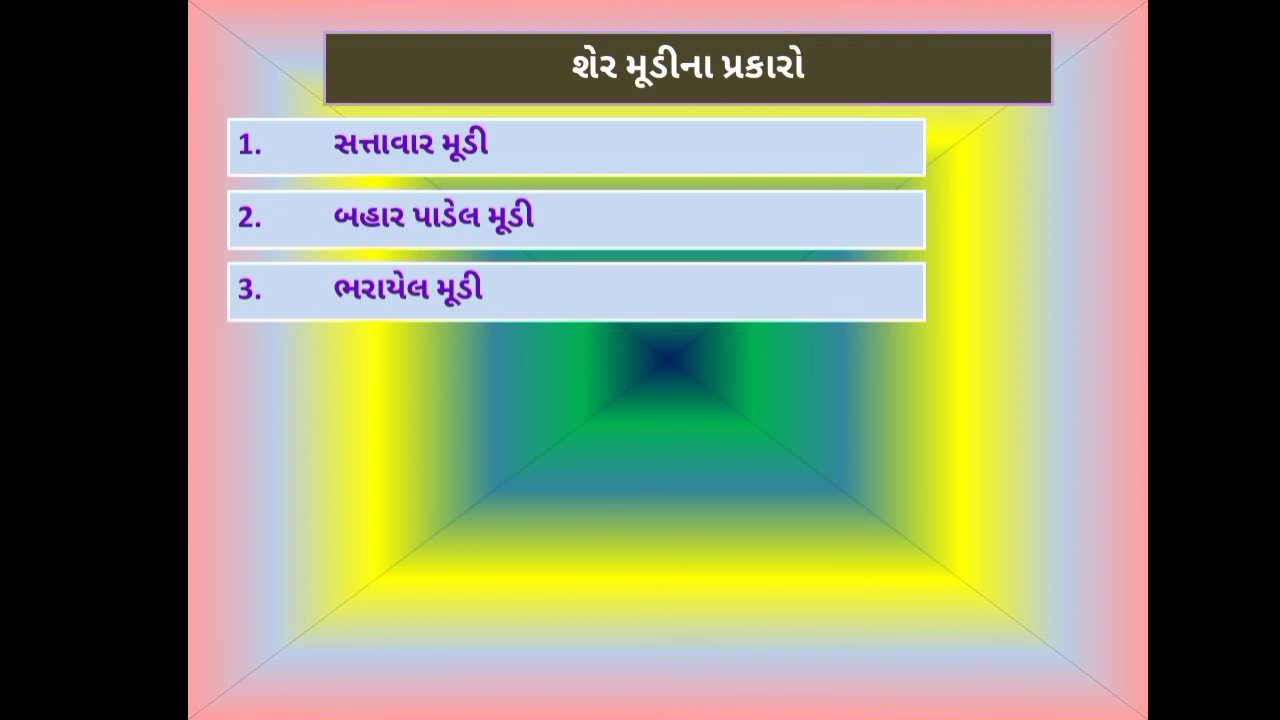 શેર મૂડીના પ્રકારો
1. સત્તાવાર મૂડી
2. બહાર પાડેલ મૂડી
3. ભરાયેલ મૂડી